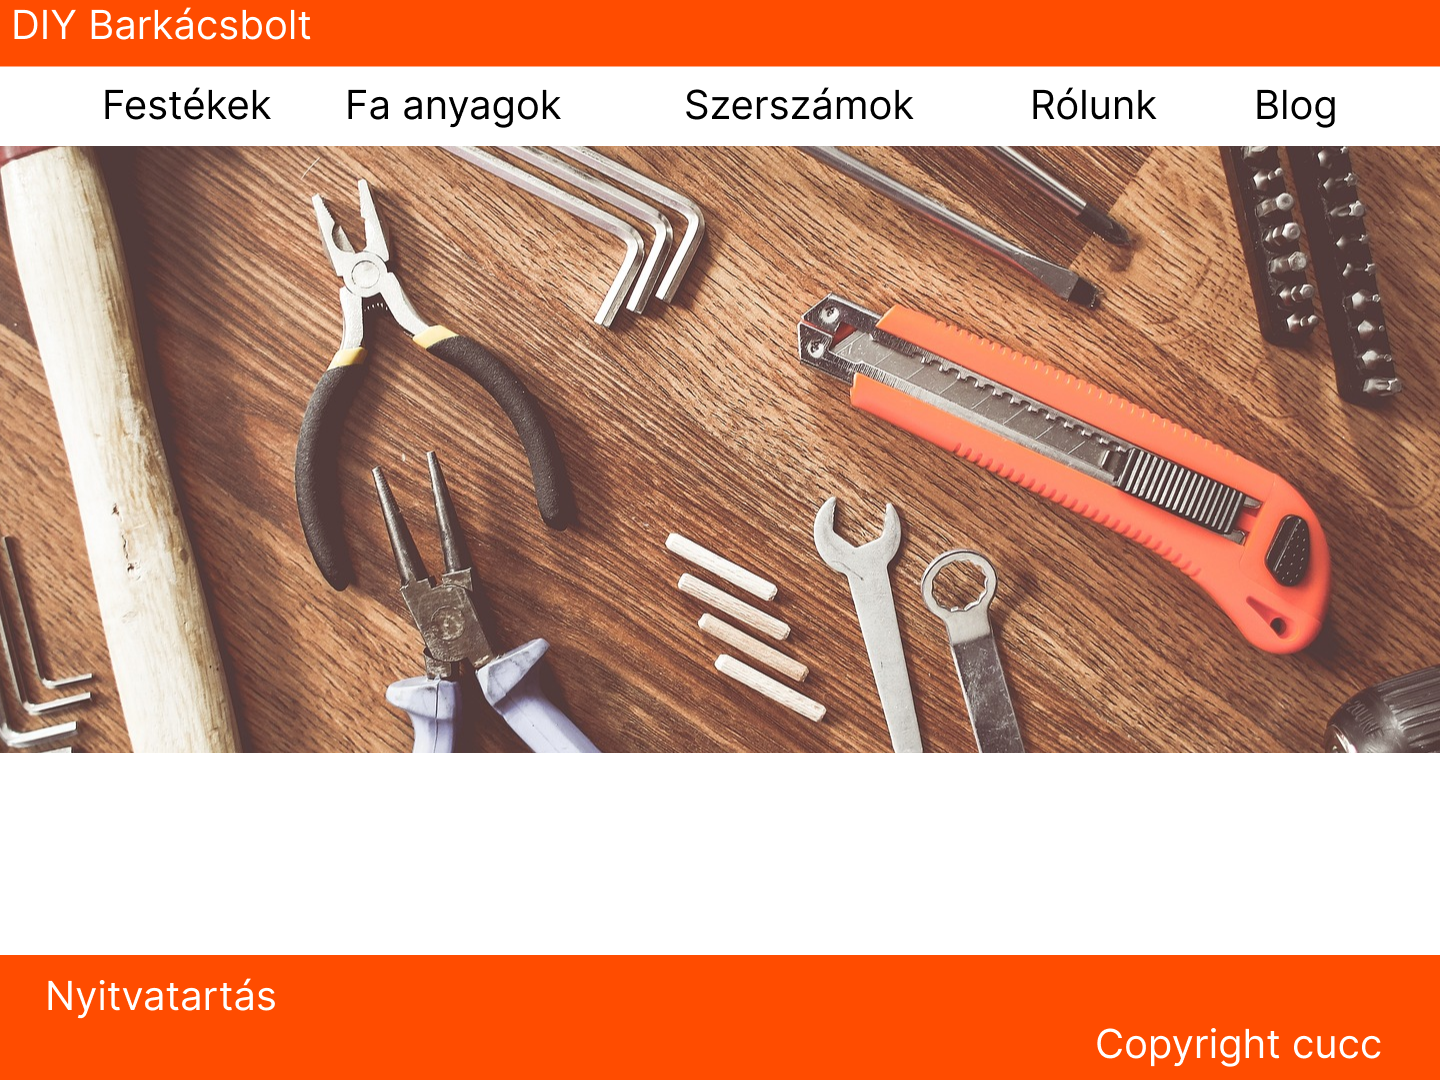 DIY Barkácsbolt
Festékek Fa anyagok Szerszámok Rólunk Blog
Nyitvatartás
Copyright cucc